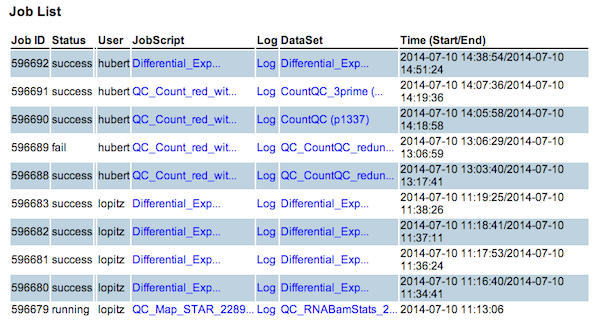 Job List
Job ID Status User JobScript Log DataSet Time (Start/End)
596692 success hubert Differential_Exp... Log Differential_Exp... 2014-07-10 14:38:54/2014-07-10
14:51:24
596691 success hubert QC_Count_red_wit... Log CountQC_3prime (... 2014-07-10 14:07:36/2014-07-10
14:19:36
596690 success hubert QC_Count_red_wit... Log CountQC (p1337) 2014-07-10 14:05:58/2014-07-10
14:18:58
596689 fail hubert QC_Count_red_wit... Log QC_CountQC_redun... 2014-07-10 13:06:29/2014-07-10
13:06:59
596688 success hubert QC_Count_red_wit... Log QC_CountQC_redun... 2014-07-10 13:03:40/2014-07-10
13:17:41
596683 success lopitz Differential_Exp... Log Differential_Exp... 2014-07-10 11:19:25/2014-07-10
11:38:26
596682 success lopitz Differential_Exp... Log Differential_Exp... 2014-07-10 11:18:41/2014-07-10
11:37:11
596681 success lopitz Differential_Exp... Log Differential_Exp... 2014-07-10 11:17:53/2014-07-10
11:36:24
596680 success lopitz Differential_Exp... Log Differential_Exp... 2014-07-10 11:16:40/2014-07-10
11:34:41
596679 running lopitz QC_Map_STAR_2289... Log QC_RNABamStats_2... 2014-07-10 11:13:06